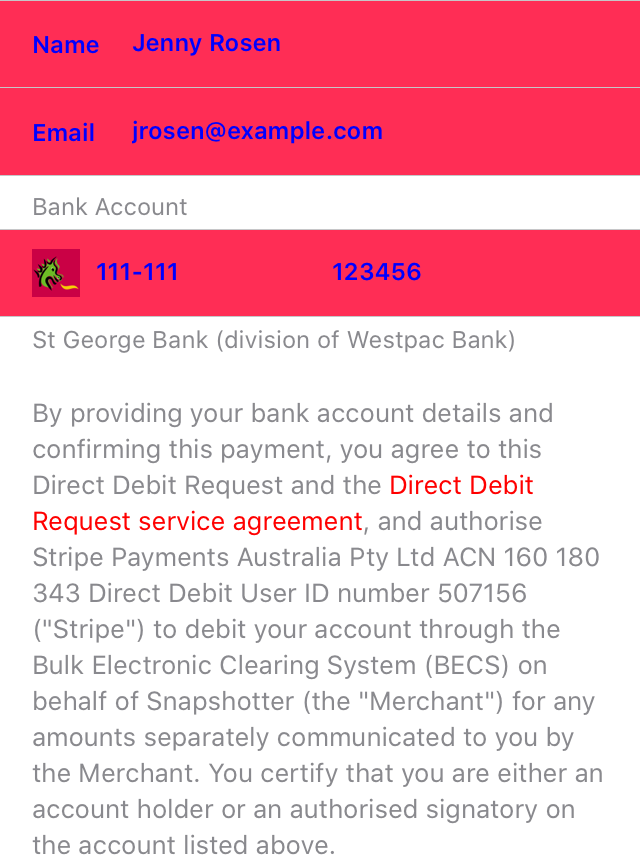 Name Jenny Rosen
Email jrosen@example.com
Bank Account
111-111 123456
St George Bank (division of Westpac Bank)
By providing your bank account details and
confirming this payment, you agree to this
Direct Debit Request and the Direct Debit
Request service agreement, and authorise
Stripe Payments Australia Pty Ltd ACN 160 180
343 Direct Debit User ID number 507156
("Stripe") to debit your account through the
Bulk Electronic Clearing System (BECS) on
behalf of Snapshotter (the "Merchant") for any
amounts separately communicated to you by
the Merchant. You certify that you are either an
account holder or an authorised signatory on
the account listed above.